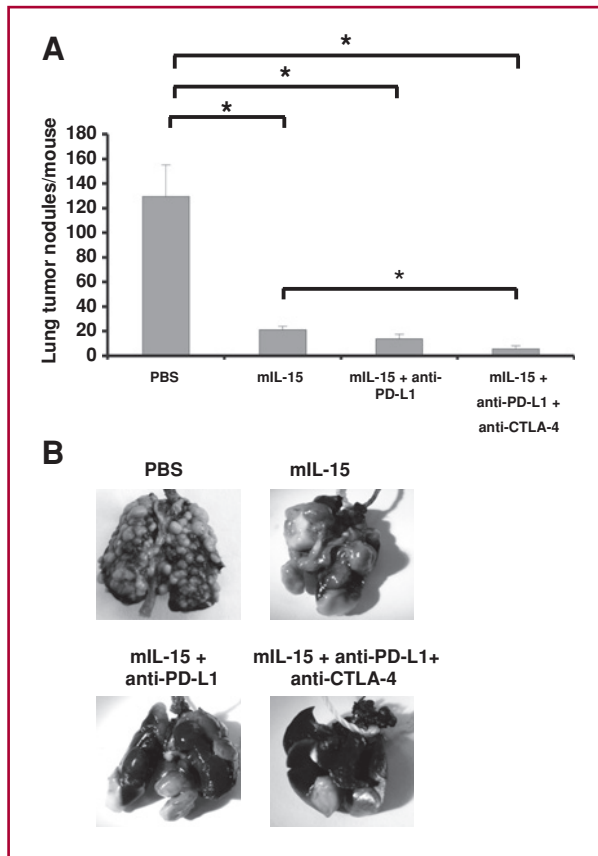 A
*
*
*
Lung tumor nodules/mouse
180
160
140
120
100
80
60
40
20
0
*
PBS
mIL-15
mIL-15 + anti-
PD-L1
mIL-15 +
anti-PD-L1 +
anti-CTLA-4
B
PBS
mIL-15
mIL-15 +
anti-PD-L1
mIL-15 + anti-PD-L1+
anti-CTLA-4